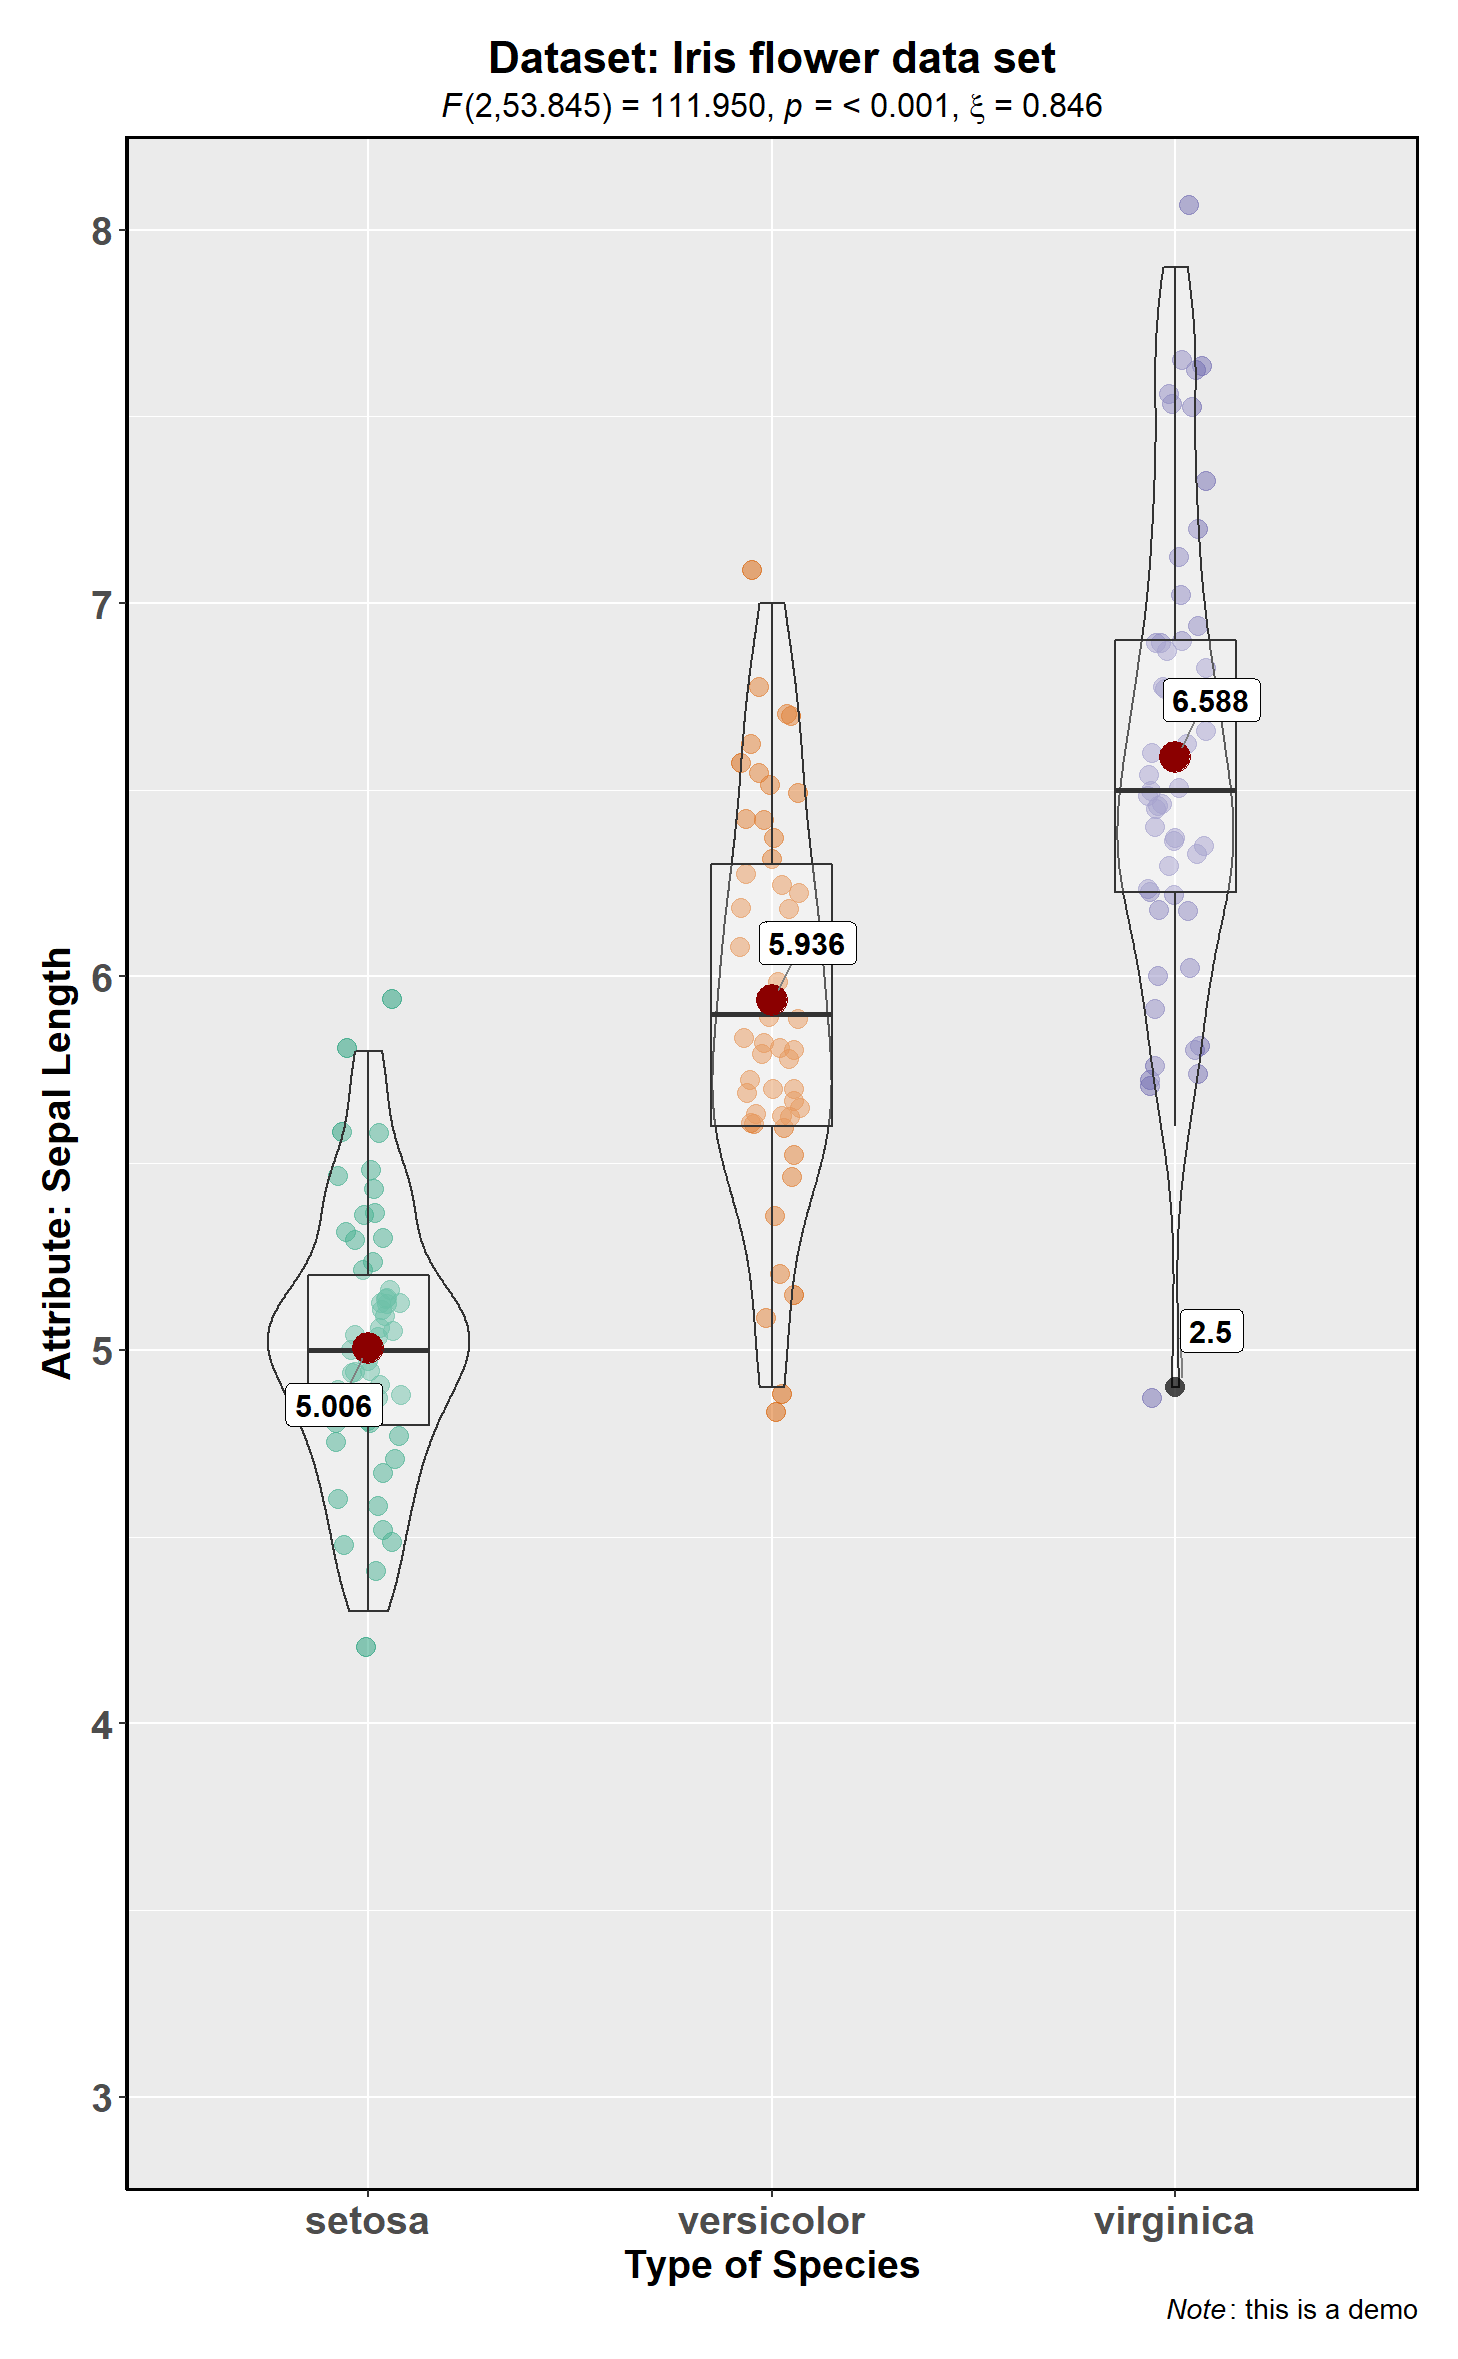 Dataset: Iris flower data set
F(2,53.845) = 111.950, p = < 0.001, ξ = 0.846
8
7
6
5
4
3
Attribute: Sepal Length
6.588
5.936
2.5
5.006
setosa
versicolor
virginica
Type of Species
Note: this is a demo